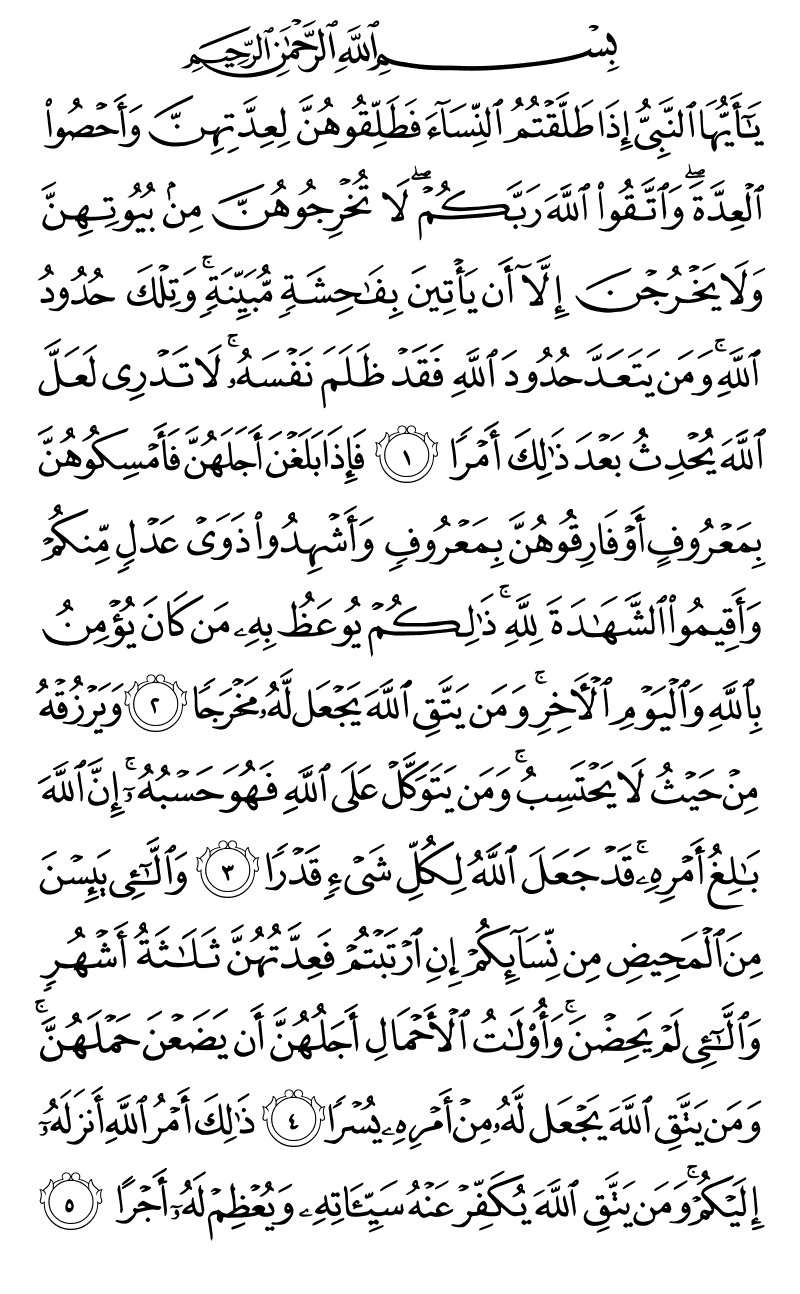 بِسْمِ ٱللَّهِ ٱلرَّحْمَٰنِ ٱلرَّحِيمِ
يَٰٓأَيُّهَا ٱلنَّبِىُّ إِذَا طَلَّقْتُمُ ٱلنِّسَآءَ فَطَلِّقُوهُنَّ لِعِدَّتِهِنَّ وَأَحْصُوا۟
ٱلْعِدَّةَ ۖ وَٱتَّقُوا۟ ٱللَّهَ رَبَّكُمْ ۖ لَا تُخْرِجُوهُنَّ مِنۢ بُيُوتِهِنَّ
وَلَا يَخْرُجْنَ إِلَّآ أَن يَأْتِينَ بِفَٰحِشَةٍ مُّبَيِّنَةٍ ۚ وَتِلْكَ حُدُودُ
ٱللَّهِ ۚ وَمَن يَتَعَدَّ حُدُودَ ٱللَّهِ فَقَدْ ظَلَمَ نَفْسَهُۥ ۚ لَا تَدْرِى لَعَلَّ
ٱللَّهَ يُحْدِثُ بَعْدَ ذَٰلِكَ أَمْرًا ١ فَإِذَا بَلَغْنَ أَجَلَهُنَّ فَأَمْسِكُوهُنَّ
بِمَعْرُوفٍ أَوْ فَارِقُوهُنَّ بِمَعْرُوفٍ وَأَشْهِدُوا۟ ذَوَىْ عَدْلٍ مِّنكُمْ
وَأَقِيمُوا۟ ٱلشَّهَٰدَةَ لِلَّهِ ۚ ذَٰلِكُمْ يُوعَظُ بِهِۦ مَن كَانَ يُؤْمِنُ
بِٱللَّهِ وَٱلْيَوْمِ ٱلْءَاخِرِ ۚ وَمَن يَتَّقِ ٱللَّهَ يَجْعَل لَّهُۥ مَخْرَجًا ٢ وَيَرْزُقْهُ
مِنْ حَيْثُ لَا يَحْتَسِبُ ۚ وَمَن يَتَوَكَّلْ عَلَى ٱللَّهِ فَهُوَ حَسْبُهُۥٓ ۚ إِنَّ ٱللَّهَ
بَٰلِغُ أَمْرِهِۦ ۚ قَدْ جَعَلَ ٱللَّهُ لِكُلِّ شَىْءٍ قَدْرًا ٣ وَٱلَّٰٓـِٔى يَئِسْنَ
مِنَ ٱلْمَحِيضِ مِن نِّسَآئِكُمْ إِنِ ٱرْتَبْتُمْ فَعِدَّتُهُنَّ ثَلَٰثَةُ أَشْهُرٍ
وَٱلَّٰٓـِٔى لَمْ يَحِضْنَ ۚ وَأُو۟لَٰتُ ٱلْأَحْمَالِ أَجَلُهُنَّ أَن يَضَعْنَ حَمْلَهُنَّ ۚ
وَمَن يَتَّقِ ٱللَّهَ يَجْعَل لَّهُۥ مِنْ أَمْرِهِۦ يُسْرًا ٤ ذَٰلِكَ أَمْرُ ٱللَّهِ أَنزَلَهُۥٓ
إِلَيْكُمْ ۚ وَمَن يَتَّقِ ٱللَّهَ يُكَفِّرْ عَنْهُ سَيِّـَٔاتِهِۦ وَيُعْظِمْ لَهُۥٓ أَجْرًا ٥